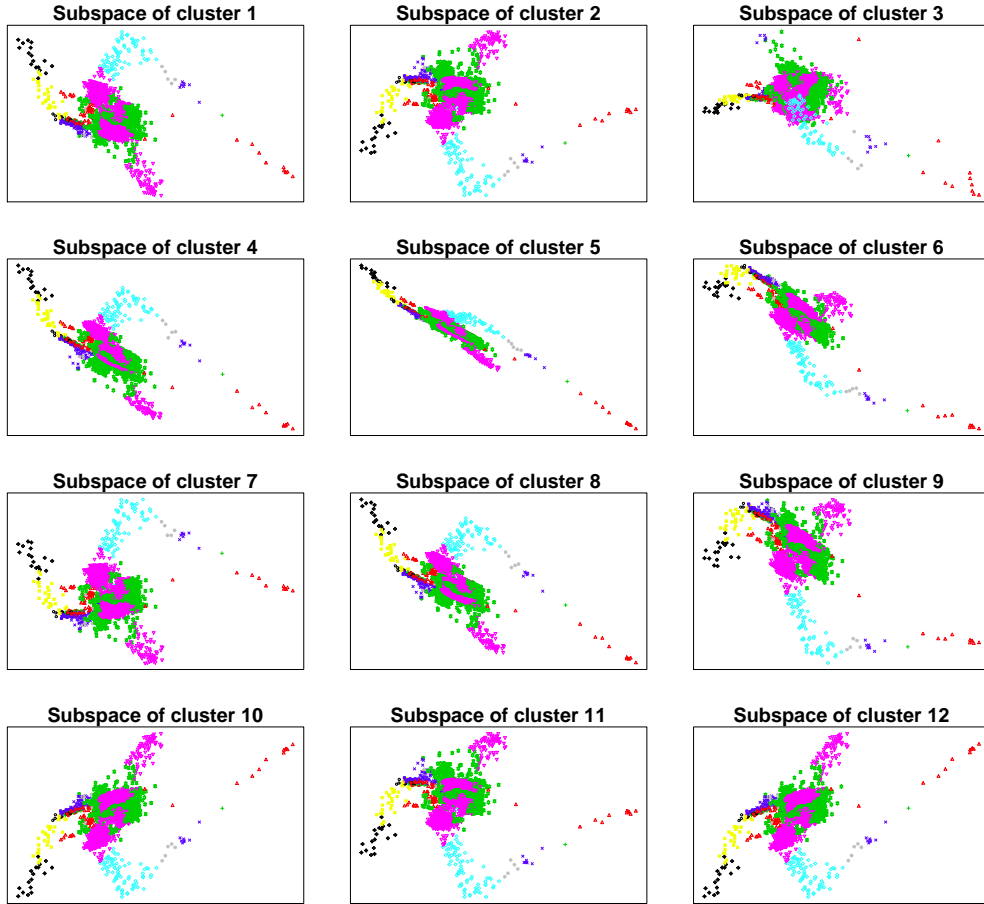 Subspace of cluster 1
Subspace of cluster 2
Subspace of cluster 3
Subspace of cluster 4
Subspace of cluster 5
Subspace of cluster 6
Subspace of cluster 7
Subspace of cluster 8
Subspace of cluster 9
Subspace of cluster 10
Subspace of cluster 11
Subspace of cluster 12